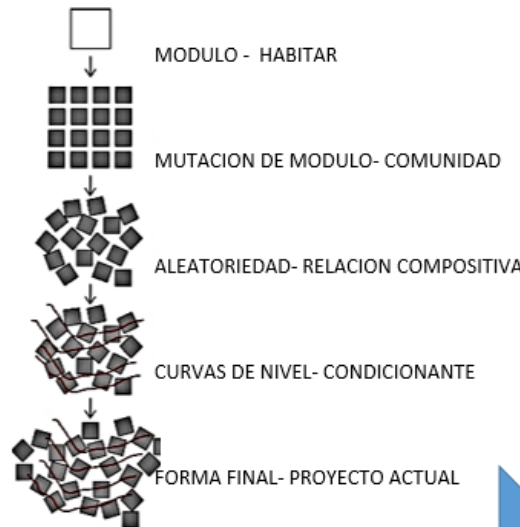 MODULO - HABITAR
MUTACION DE MODULO- COMUNIDAD
ALEATORIEDAD- RELACION COMPOSITIVA
CURVAS DE NIVEL- CONDICIONANTE
FORMA FINAL- PROYECTO ACTUAL